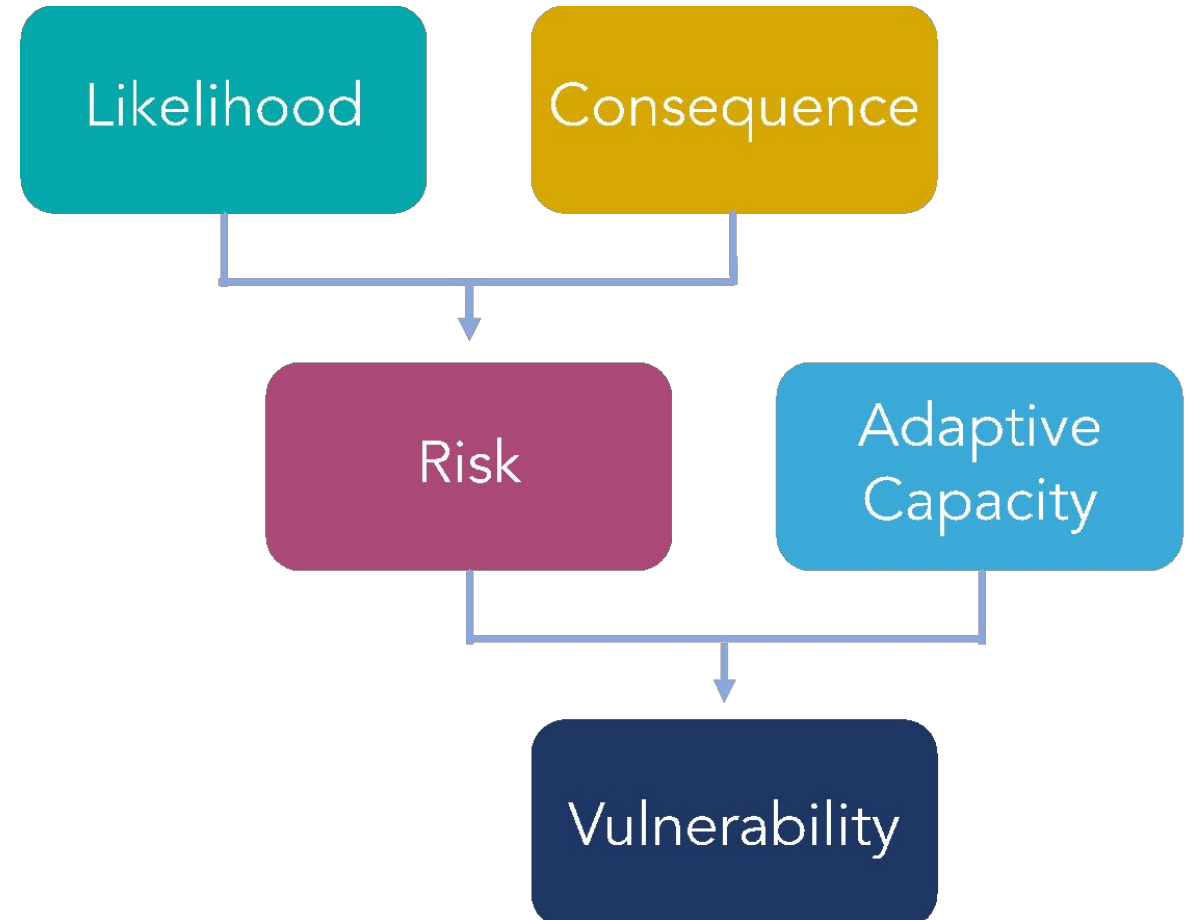 Likelihood
Consequence
Risk
Adaptive
Capacity
Vulnerability